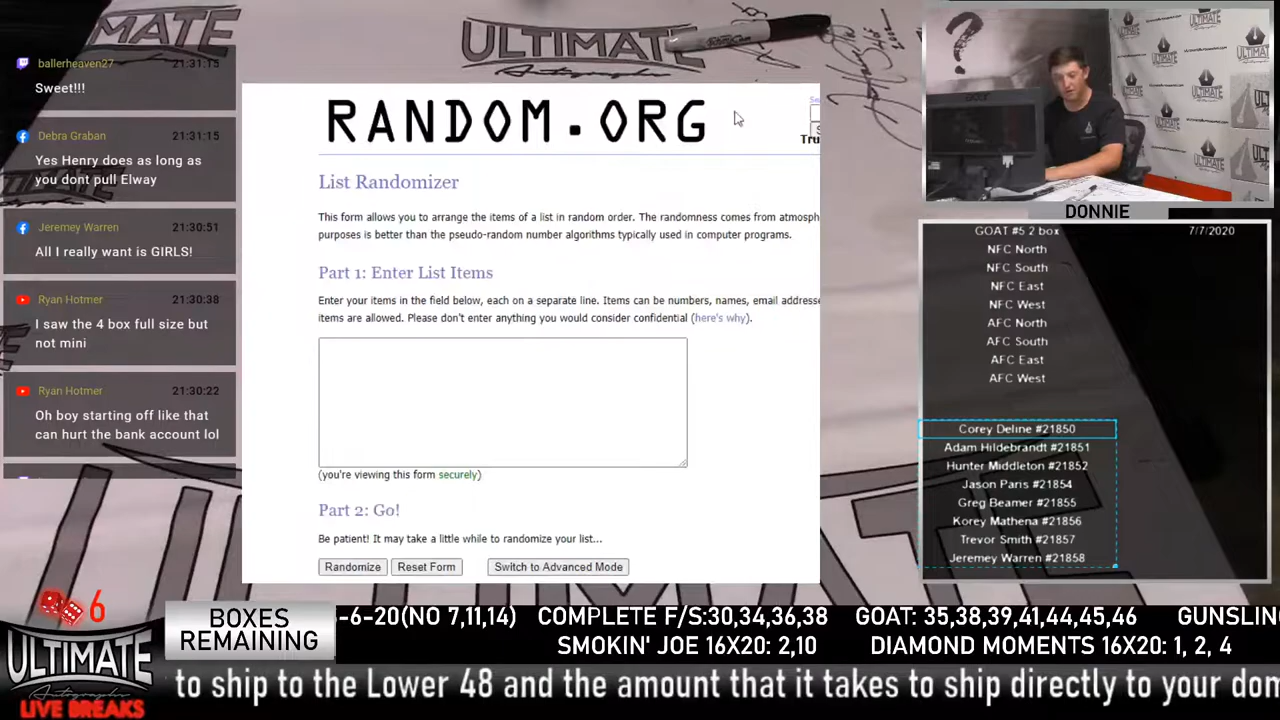 ballerheaven27 21:31:15
Sweet!!!
Debra Graban 21:31:15
Yes Henry does as long as
you dont pull Elway
Jeremey Warren 21:30:51
All I really want is GIRLS!
Ryan Hotmer 21:30:38
I saw the 4 box full size but
not mini
Ryan Hotmer 21:30:22
Oh boy starting off like that
can hurt the bank account lol
ULTIMATE
ULTIMATE
RANDOM.ORG
List Randomizer
This form allows you to arrange the items of a list in random order. The randomness comes from atmosph
purposes is better than the pseudo-random number algorithms typically used in computer programs.
Part 1: Enter List Items
Enter your items in the field below, each on a separate line. Items can be numbers, names, email addresse
items are allowed. Please don't enter anything you would consider confidential (here's why).
(you're viewing this form securely)
Part 2: Go!
Be patient! It may take a little while to randomize your list...
Randomize Reset Form Switch to Advanced Mode
DONNIE
GOAT #5 2 box 7/7/2020
NFC North
NFC South
NFC East
NFC West
AFC North
AFC South
AFC East
AFC West
Corey Deline #21850
Adam Hildebrandt #21851
Hunter Middleton #21852
Jason Paris #21854
Greg Beamer #21855
Korey Mathena #21856
Trevor Smith #21857
Jeremey Warren #21858
6
ULTIMATE
Autographs
LIVE BREAKS
BOXES
REMAINING
-6-20(NO 7,11,14) COMPLETE F/S:30,34,36,38 GOAT: 35,38,39,41,44,45,46 GUNSLING
SMOKIN' JOE 16X20: 2,10 DIAMOND MOMENTS 16X20: 1, 2, 4
to ship to the Lower 48 and the amount that it takes to ship directly to your dom